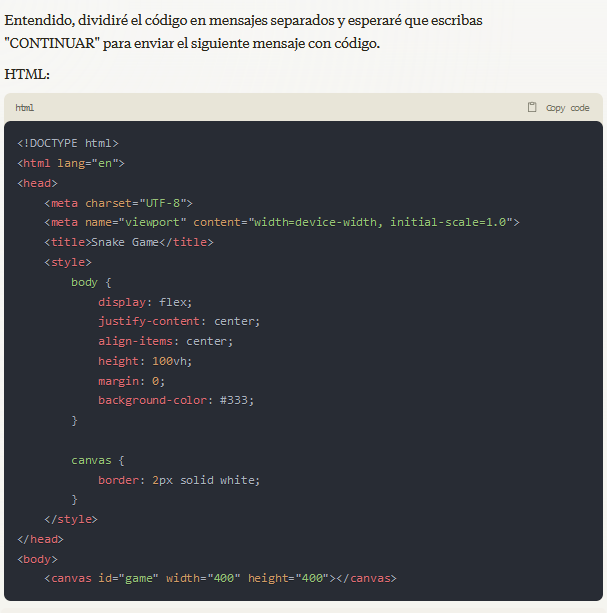 Entendido, dividiré el código en mensajes separados y esperaré que escribas
"CONTINUAR" para enviar el siguiente mensaje con código.
HTML:
html Copy code
<!DOCTYPE html>
<html lang="en">
<head>
    <meta charset="UTF-8">
    <meta name="viewport" content="width=device-width, initial-scale=1.0">
    <title>Snake Game</title>
    <style>
        body {
            display: flex;
            justify-content: center;
            align-items: center;
            height: 100vh;
            margin: 0;
            background-color: #333;
        }

        canvas {
            border: 2px solid white;
        }
    </style>
</head>
<body>
    <canvas id="game" width="400" height="400"></canvas>